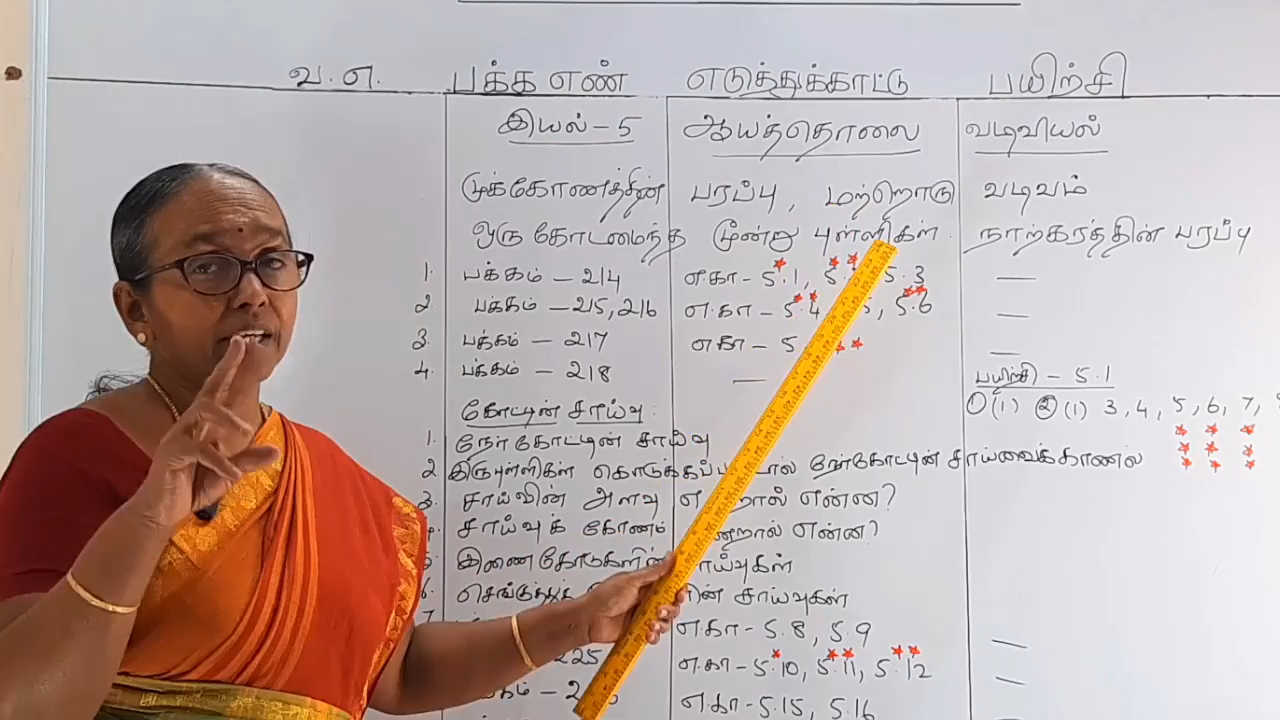 வ.எ. பக்க எண் எடுத்துக்காட்டு பயிற்சி
இயல் - 5 ஆயத்தொலை வடிவியல்
முக்கோணத்தின் பரப்பு, மற்றொரு வடிவம்
ஒரு கோடமைந்த மூன்று புள்ளிகள். நாற்கரத்தின் பரப்பு
1. பக்கம் - 214 எ.கா - 5.1, 5. 5.3 —
2 பக்கம் - 215, 216 எ.கா - 5.4 5, 5.6 —
3. பக்கம் - 217 எ.கா - 5 —
4. பக்கம் - 218 — பயிற்சி - 5.1
① (1) ② (1) 3, 4, 5, 6, 7,
கோட்டின் சாய்வு:
1. நேர்கோட்டின் சாய்வு
2. இருபுள்ளிகள் நேர்கோட்டின் சாய்வைக்காணல்
3. சாய்வின் அளவு என்ன?
சாய்வுக் கோணம் என்ன?
இணைகோடுகளின் சாய்வுகள்
6. சாய்வுகள்
எ.கா - 5.8, 5.9 —
225 எ.கா - 5.10, 5.11, 5.12 —
பக்கம் - எ.கா - 5.15, 5.16